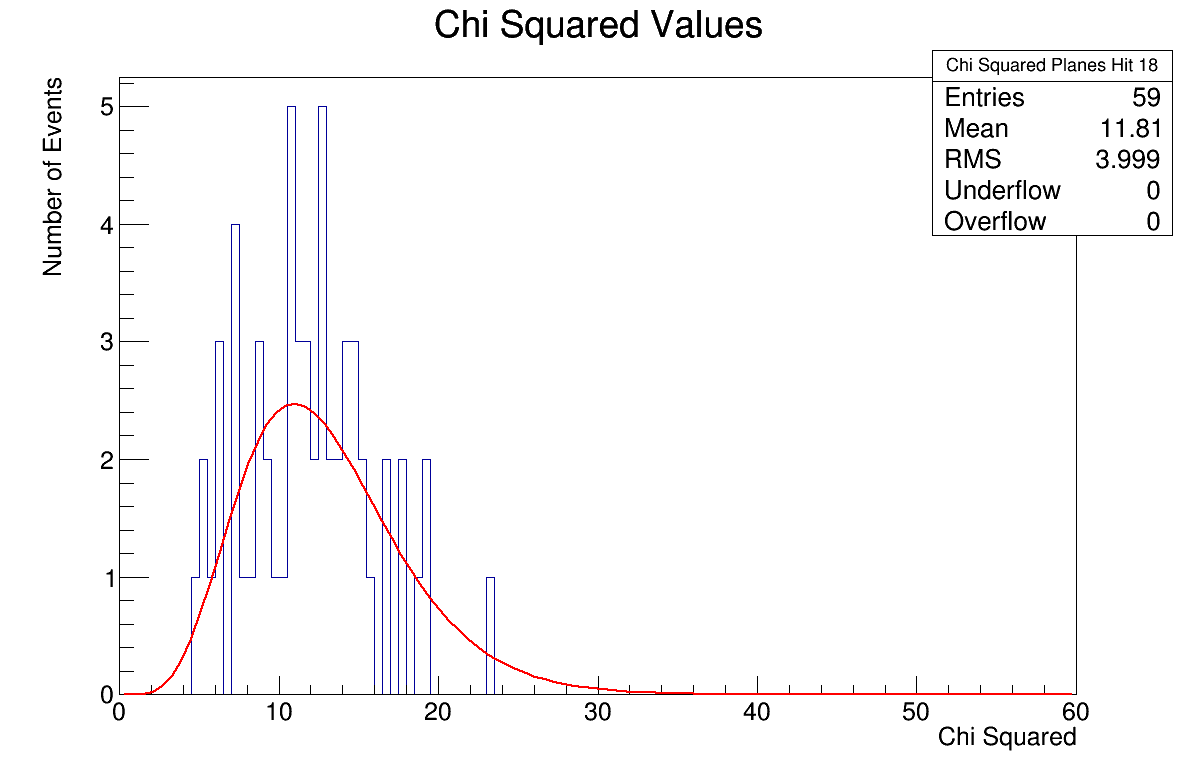 Chi Squared Values
Chi Squared Planes Hit 18
Entries 59
Mean 11.81
RMS 3.999
Underflow 0
Overflow 0
Number of Events
5
4
3
2
1
0
0 10 20 30 40 50 60
Chi Squared